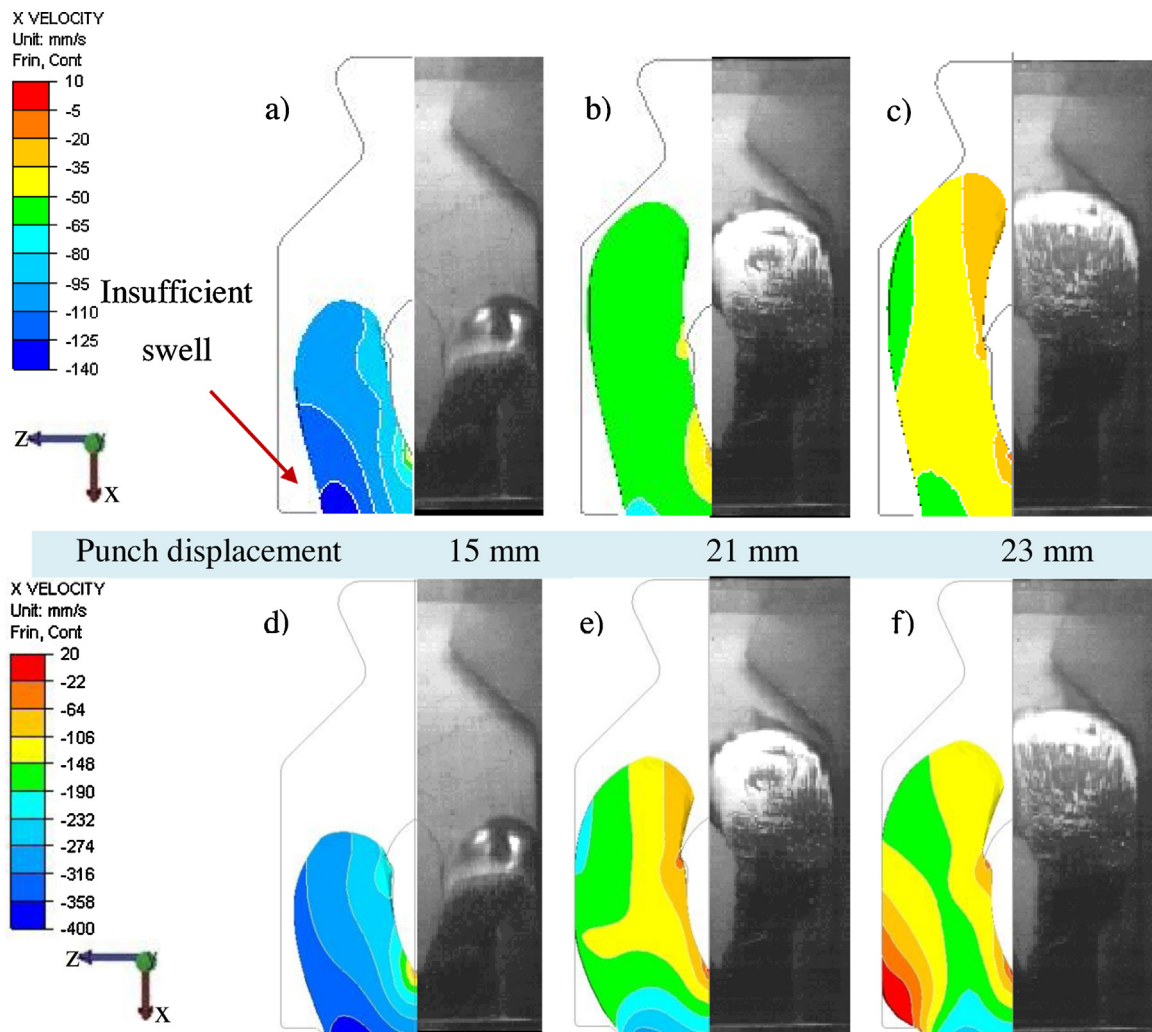 X VELOCITY
Unit: mm/s
Frin, Cont
10
-5
-20
-35
-50
-65
-80
-95
-110
-125
-140
a)
b)
c)
Insufficient
swell
Z
X
Punch displacement 15 mm 21 mm 23 mm
X VELOCITY
Unit: mm/s
Frin, Cont
20
-22
-64
-106
-148
-190
-232
-274
-316
-358
-400
d)
e)
f)
Z
X